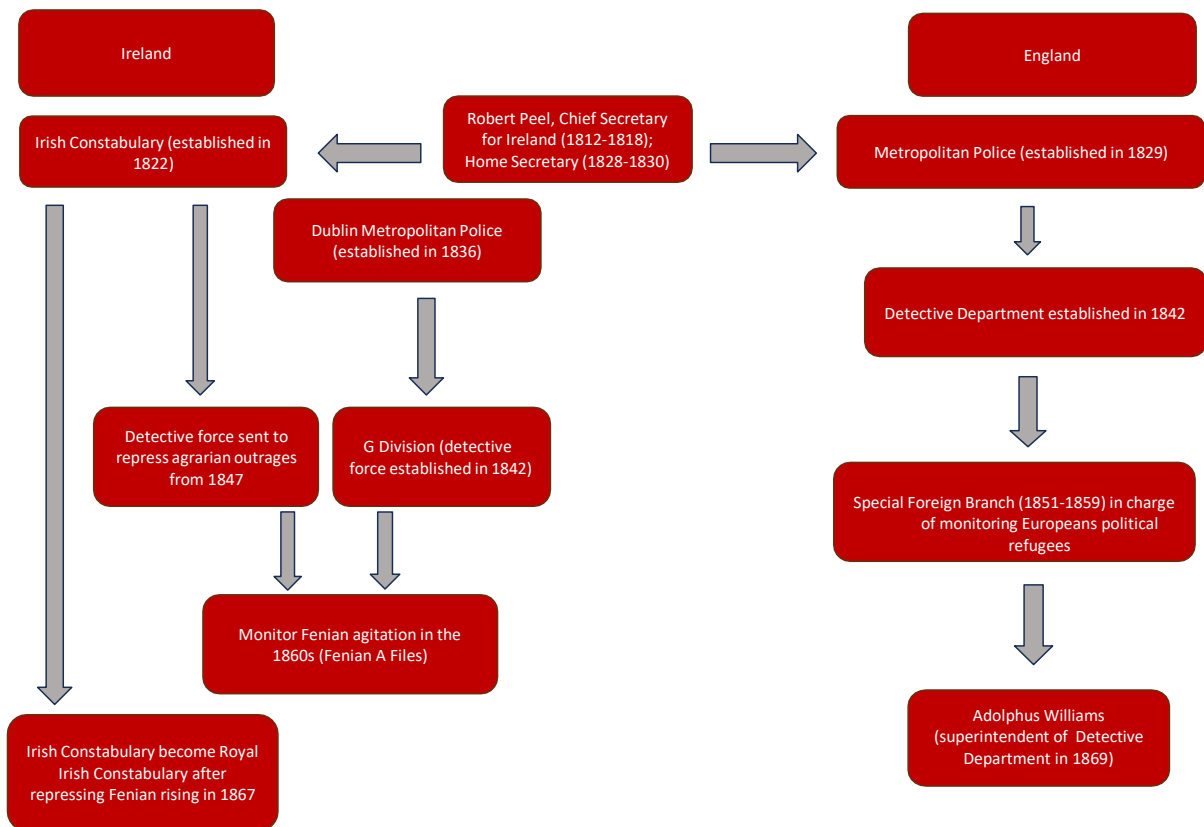 Ireland
England
Robert Peel, Chief Secretary
for Ireland (1812-1818);
Home Secretary (1828-1830)
Irish Constabulary (established in
1822)
Metropolitan Police (established in 1829)
Dublin Metropolitan Police
(established in 1836)
Detective Department established in 1842
Detective force sent to
repress agrarian outrages
from 1847
G Division (detective
force established in 1842)
Special Foreign Branch (1851-1859) in charge
of monitoring Europeans political
refugees
Monitor Fenian agitation in the
1860s (Fenian A Files)
Adolphus Williams
(superintendent of Detective
Department in 1869)
Irish Constabulary become Royal
Irish Constabulary after
repressing Fenian rising in 1867